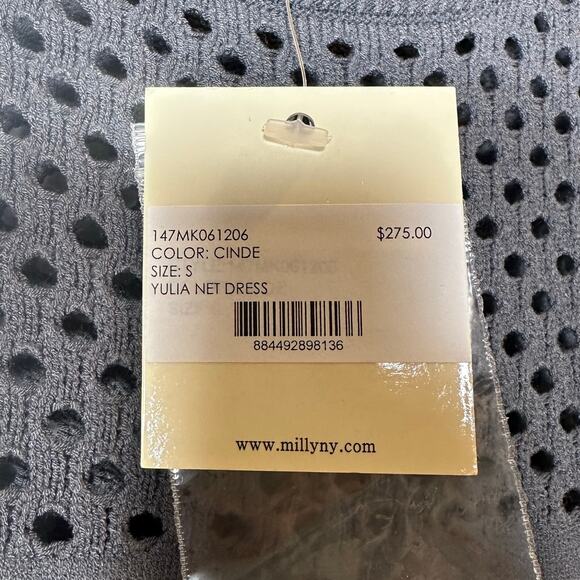 147MK061206 $275.00
COLOR: CINDE
SIZE: S
YULIA NET DRESS
884492898136
www.millyny.com